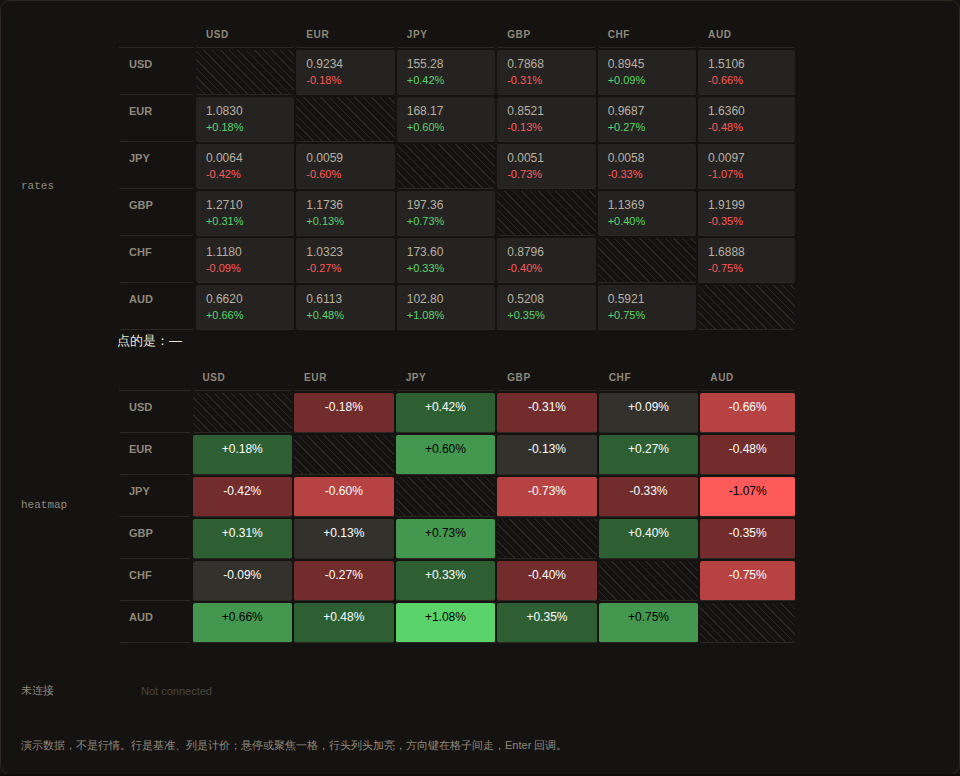 USD EUR JPY GBP CHF AUD
USD 0.9234 155.28 0.7868 0.8945 1.5106
-0.18% +0.42% -0.31% +0.09% -0.66%
EUR 1.0830 168.17 0.8521 0.9687 1.6360
+0.18% +0.60% -0.13% +0.27% -0.48%
JPY 0.0064 0.0059 0.0051 0.0058 0.0097
-0.42% -0.60% -0.73% -0.33% -1.07%
rates
GBP 1.2710 1.1736 197.36 1.1369 1.9199
+0.31% +0.13% +0.73% +0.40% -0.35%
CHF 1.1180 1.0323 173.60 0.8796 1.6888
-0.09% -0.27% +0.33% -0.40% -0.75%
AUD 0.6620 0.6113 102.80 0.5208 0.5921
+0.66% +0.48% +1.08% +0.35% +0.75%
点的是：—
USD EUR JPY GBP CHF AUD
USD -0.18% +0.42% -0.31% +0.09% -0.66%
EUR +0.18% +0.60% -0.13% +0.27% -0.48%
JPY -0.42% -0.60% -0.73% -0.33% -1.07%
heatmap
GBP +0.31% +0.13% +0.73% +0.40% -0.35%
CHF -0.09% -0.27% +0.33% -0.40% -0.75%
AUD +0.66% +0.48% +1.08% +0.35% +0.75%
未连接 Not connected
演示数据，不是行情。行是基准、列是计价；悬停或聚焦一格，行头列头加亮，方向键在格子间走，Enter 回调。